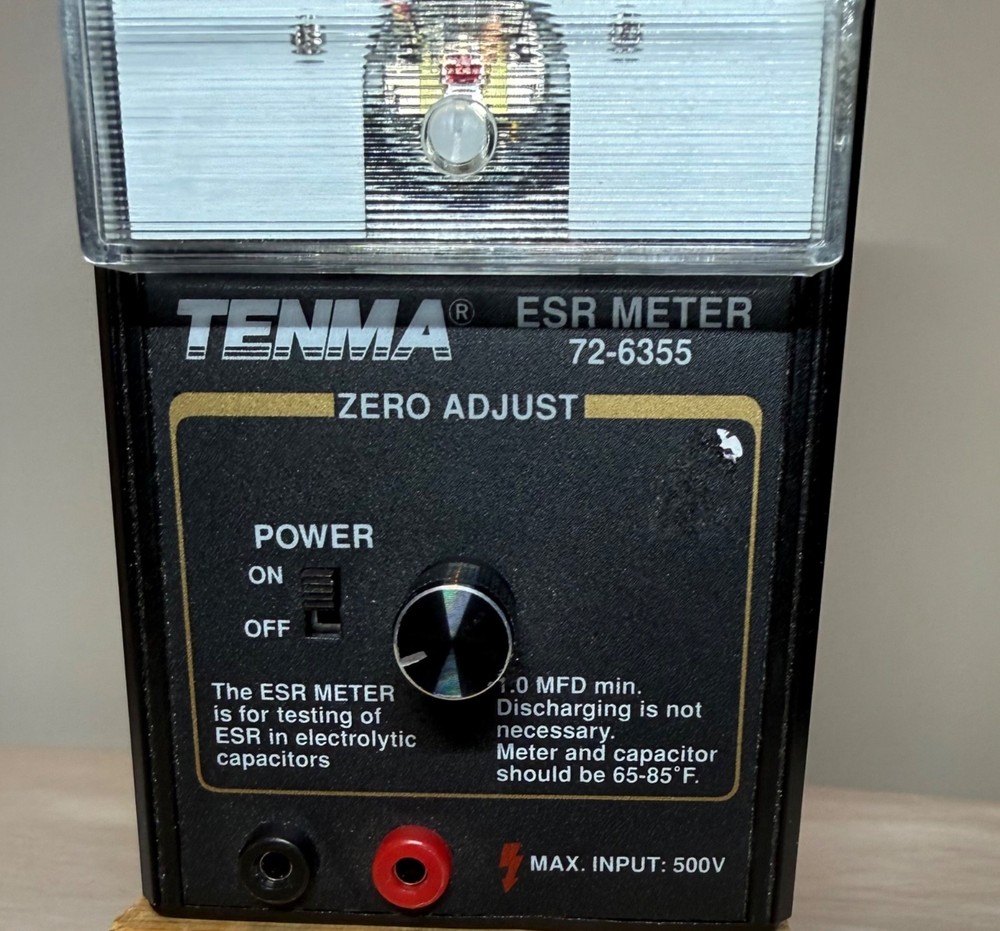 TENMA® ESR METER
72-6355
ZERO ADJUST
POWER
ON
OFF
The ESR METER
is for testing of
ESR in electrolytic
capacitors
1.0 MFD min.
Discharging is not
necessary.
Meter and capacitor
should be 65-85°F.
MAX. INPUT: 500V